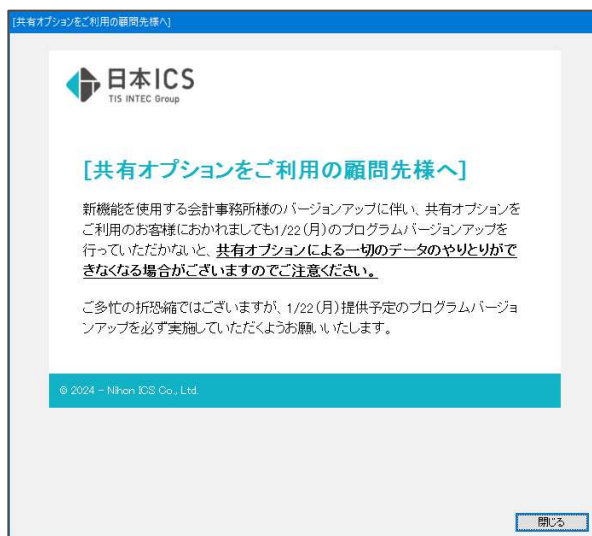 [共有オプションをご利用の顧問先様へ]
日本ICS
TIS INTEC Group
[共有オプションをご利用の顧問先様へ]
新機能を使用する会計事務所様のバージョンアップに伴い、共有オプションを
ご利用のお客様におかれましても1/22(月)のプログラムバージョンアップを
行っていただかないと、共有オプションによる一切のデータのやりとりがで
きなくなる場合がございますのでご注意ください。
ご多忙の折恐縮ではございますが、1/22(月)提供予定のプログラムバージョ
ンアップを必ず実施していただくようお願いいたします。
© 2024 - Nihon ICS Co., Ltd.
閉じる